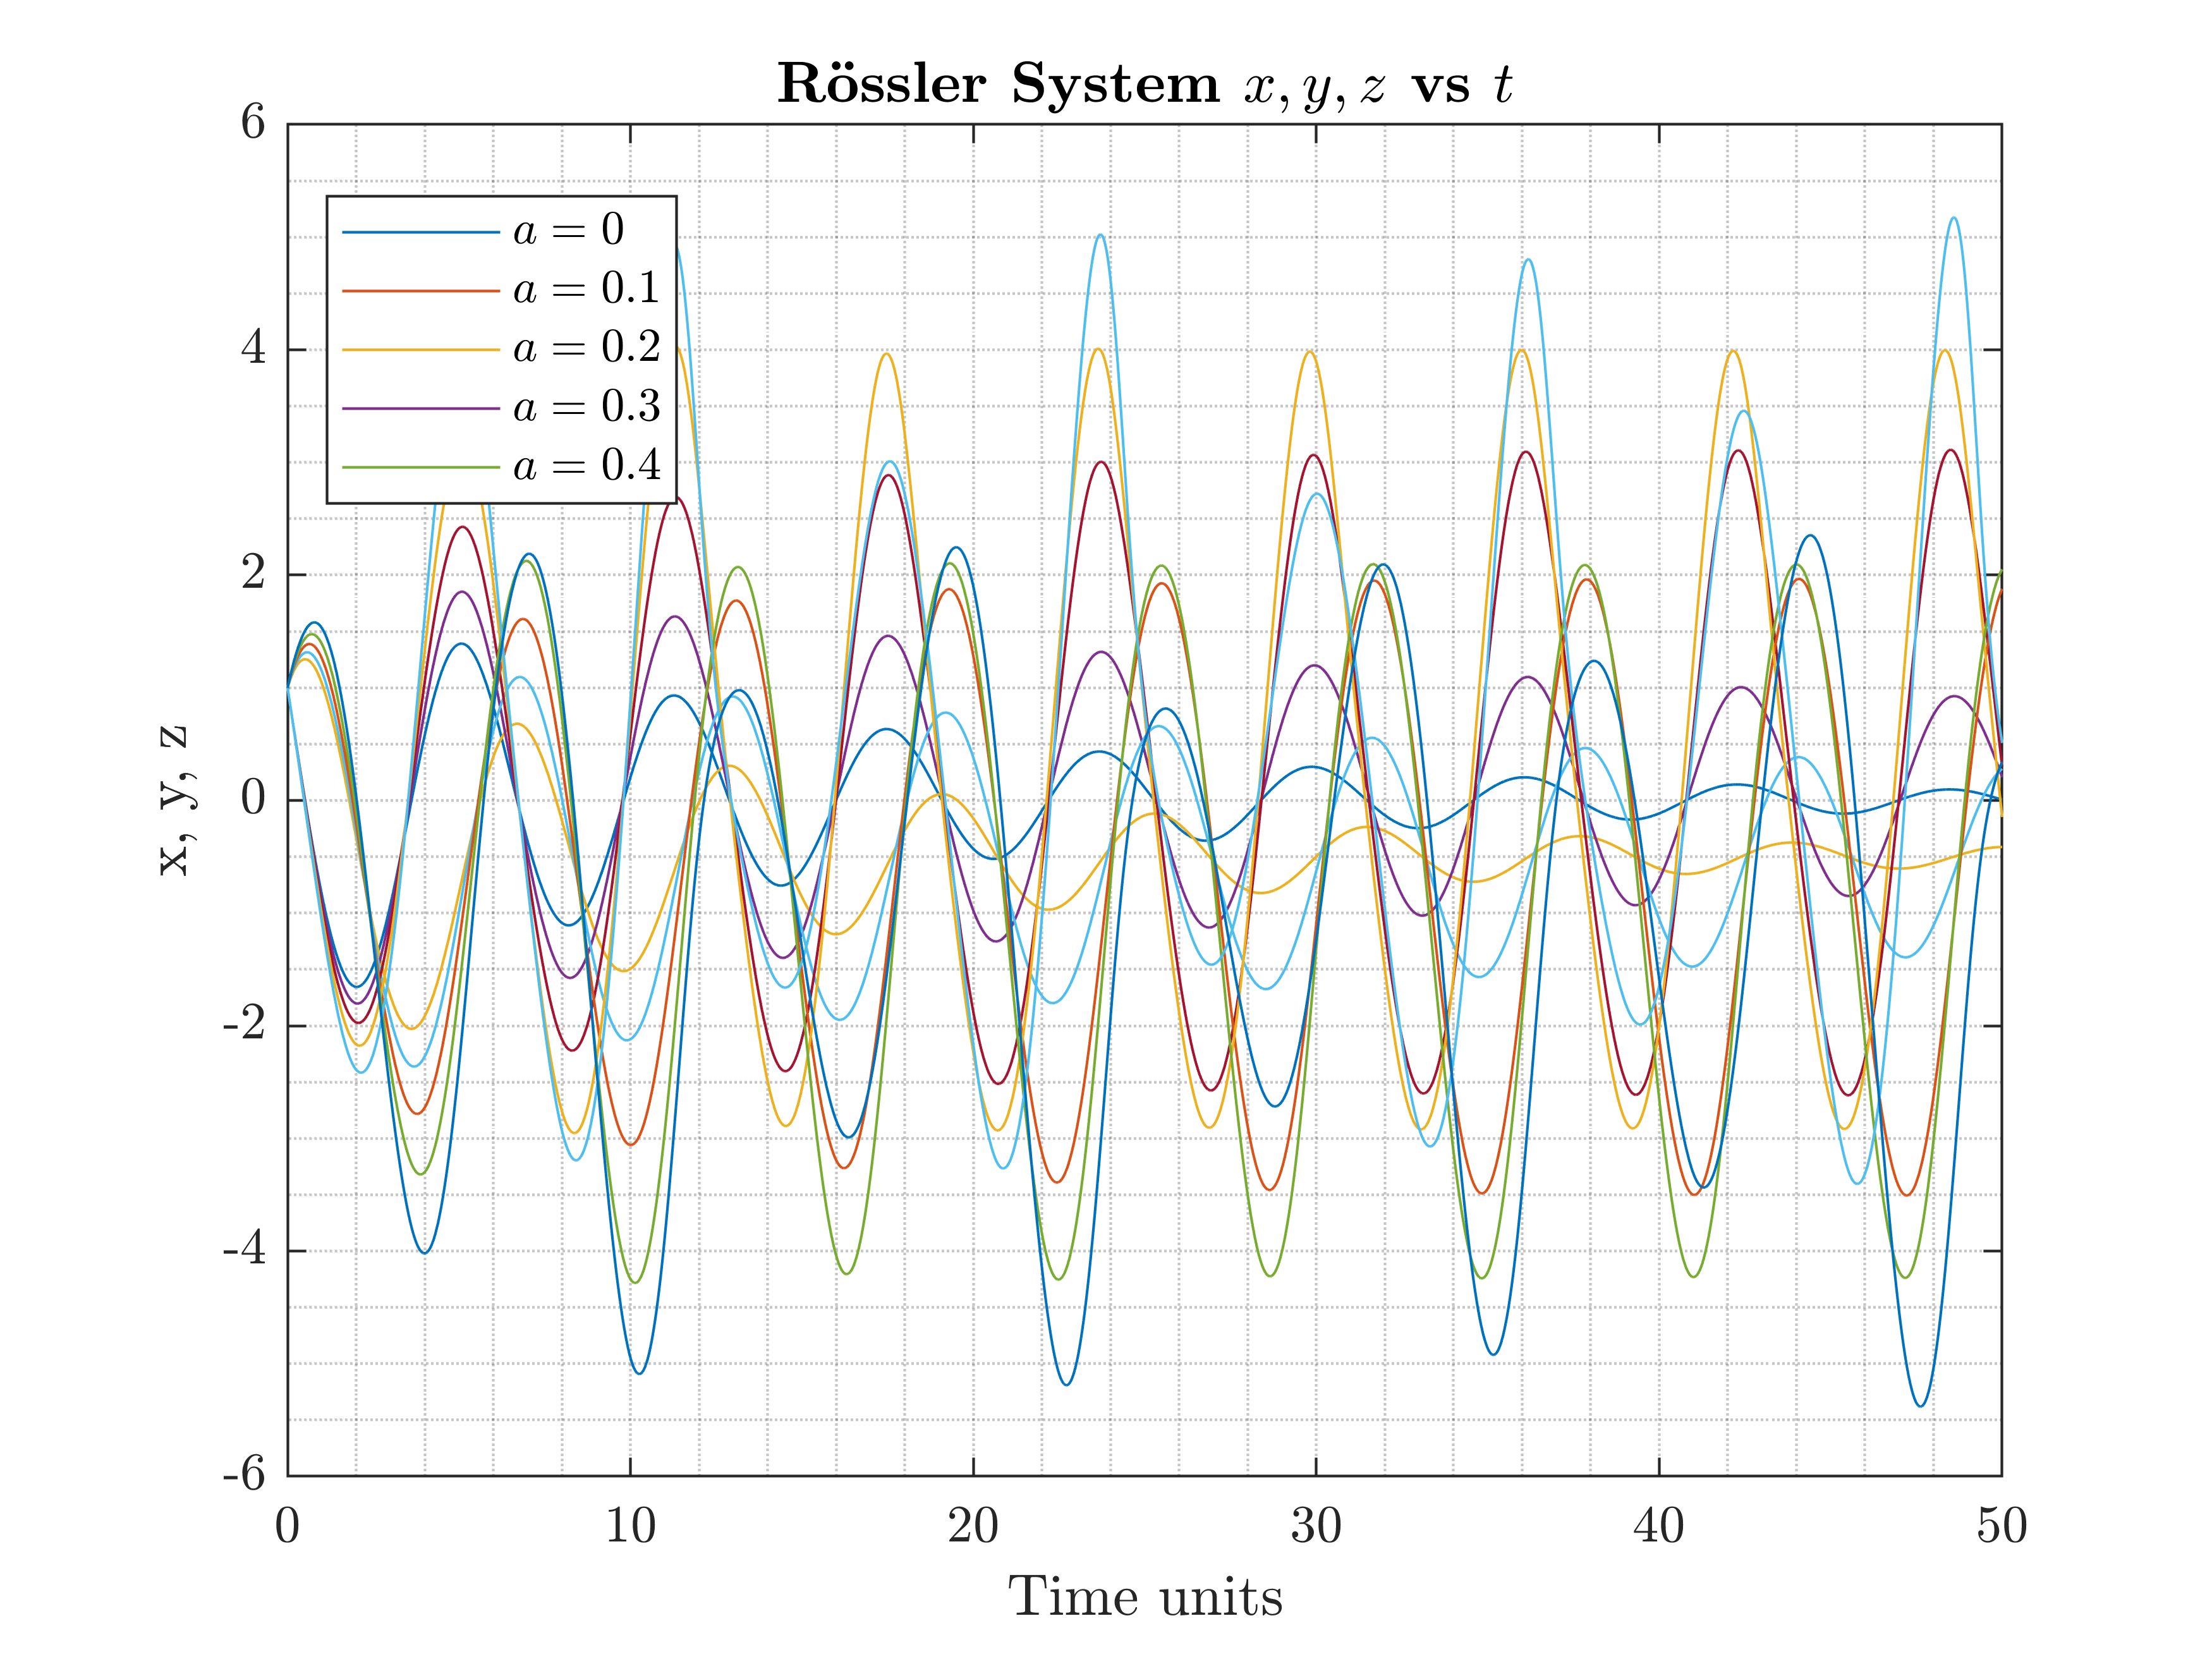 Rössler System x, y, z vs t
6
4
2
0
-2
-4
-6
x, y, z
a = 0
a = 0.1
a = 0.2
a = 0.3
a = 0.4
0 10 20 30 40 50
Time units